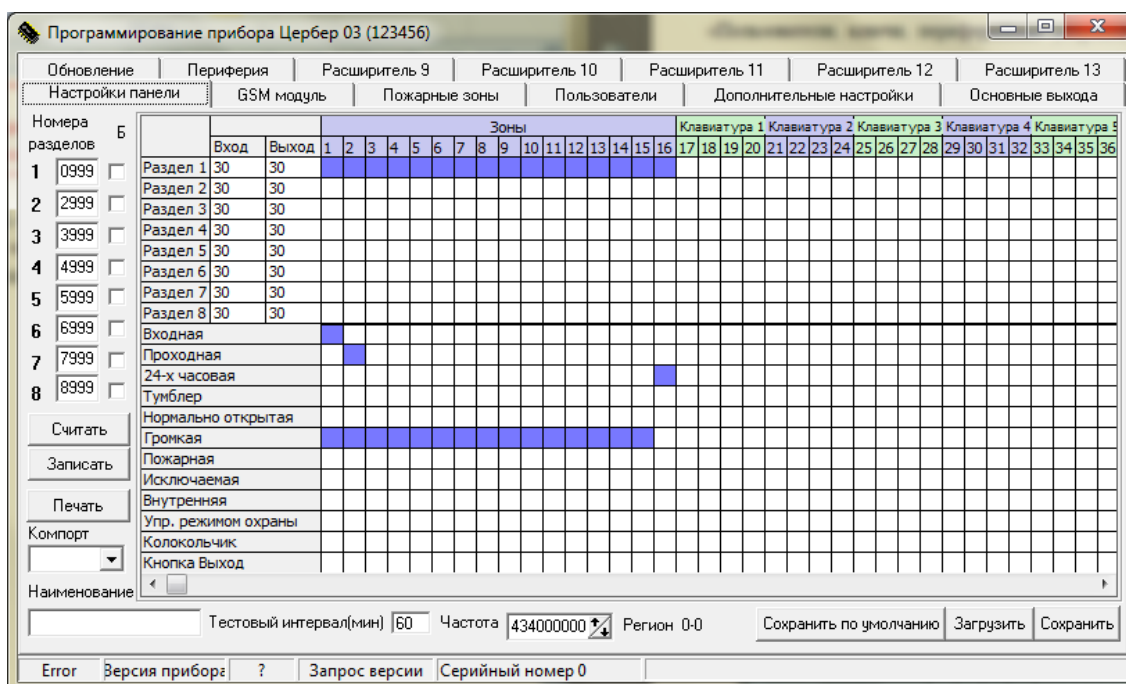 Программирование прибора Цербер 03 (123456)
Обновление Периферия Расширитель 9 Расширитель 10 Расширитель 11 Расширитель 12 Расширитель 13
Настройки панели GSM модуль Пожарные зоны Пользователи Дополнительные настройки Основные выхода
Номера разделов Б
1 0999
2 2999
3 3999
4 4999
5 5999
6 6999
7 7999
8 8999
Считать
Записать
Печать
Компорт
Наименование
Зоны Клавиатура 1 Клавиатура 2 Клавиатура 3 Клавиатура 4 Клавиатура 5
Вход Выход 1 2 3 4 5 6 7 8 9 10 11 12 13 14 15 16 17 18 19 20 21 22 23 24 25 26 27 28 29 30 31 32 33 34 35 36
Раздел 1 30 30
Раздел 2 30 30
Раздел 3 30 30
Раздел 4 30 30
Раздел 5 30 30
Раздел 6 30 30
Раздел 7 30 30
Раздел 8 30 30
Входная
Проходная
24-х часовая
Тумблер
Нормально открытая
Громкая
Пожарная
Исключаемая
Внутренняя
Упр. режимом охраны
Колокольчик
Кнопка Выход
Тестовый интервал(мин) 60 Частота 434000000 Регион 0-0 Сохранить по умолчанию Загрузить Сохранить
Error Версия прибора ? Запрос версии Серийный номер 0